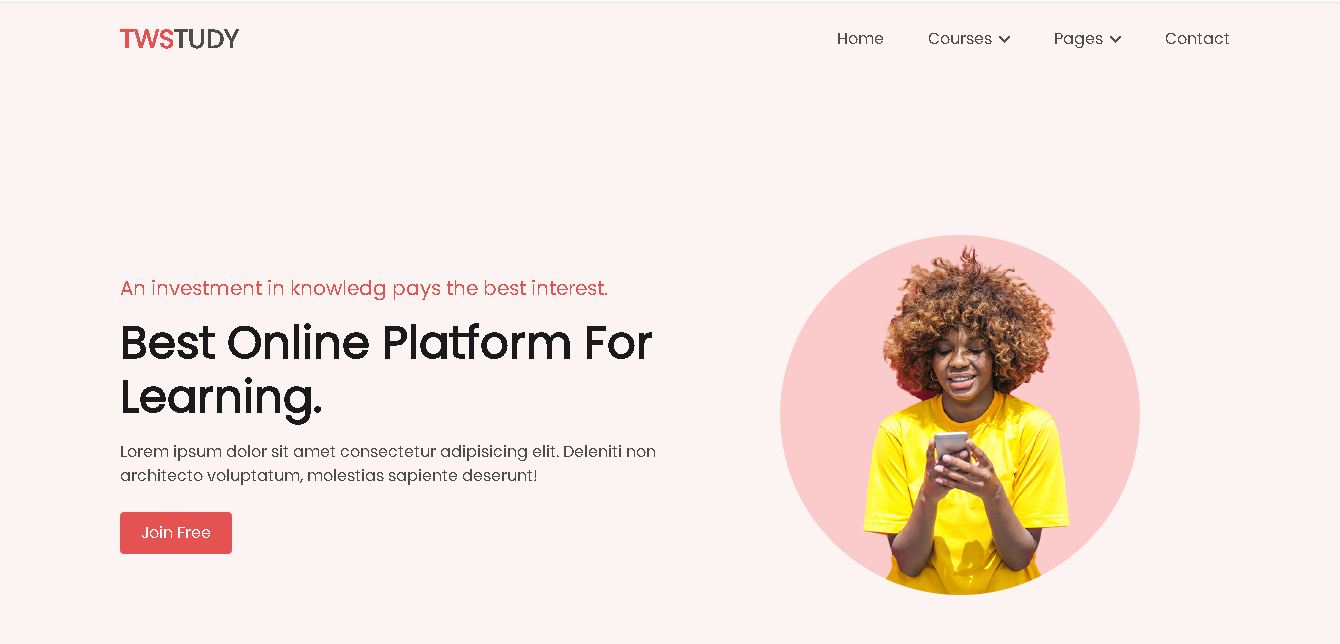 TWSTUDY
Home Courses Pages Contact
An investment in knowledg pays the best interest.
Best Online Platform For
Learning.
Lorem ipsum dolor sit amet consectetur adipisicing elit. Deleniti non
architecto voluptatum, molestias sapiente deserunt!
Join Free